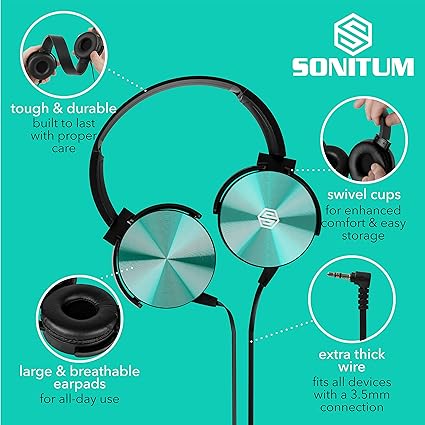 SONITUM
tough & durable
built to last
with proper
care
swivel cups
for enhanced
comfort & easy
storage
large & breathable
earpads
for all-day use
extra thick
wire
fits all devices
with a 3.5mm
connection